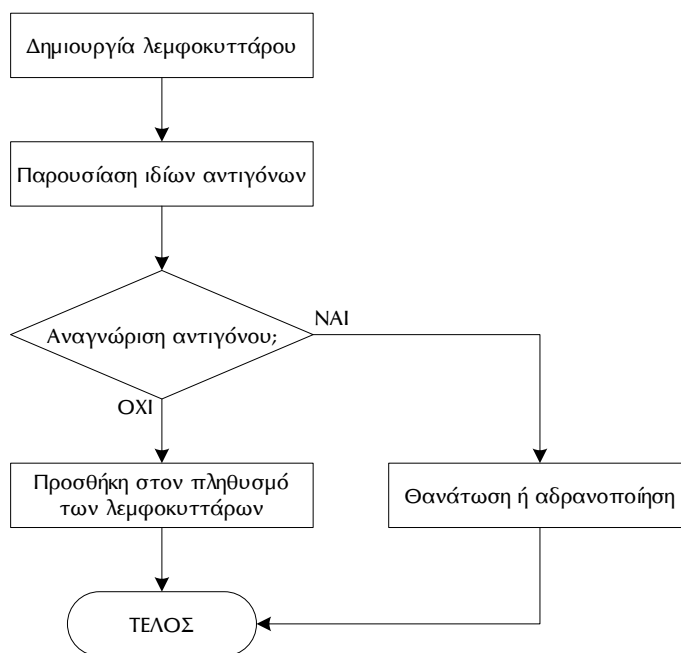 Δημιουργία λεμφοκυττάρου
Παρουσίαση ιδίων αντιγόνων
Αναγνώριση αντιγόνου;
ΝΑΙ
ΟΧΙ
Προσθήκη στον πληθυσμό
των λεμφοκυττάρων
Θανάτωση ή αδρανοποίηση
ΤΕΛΟΣ